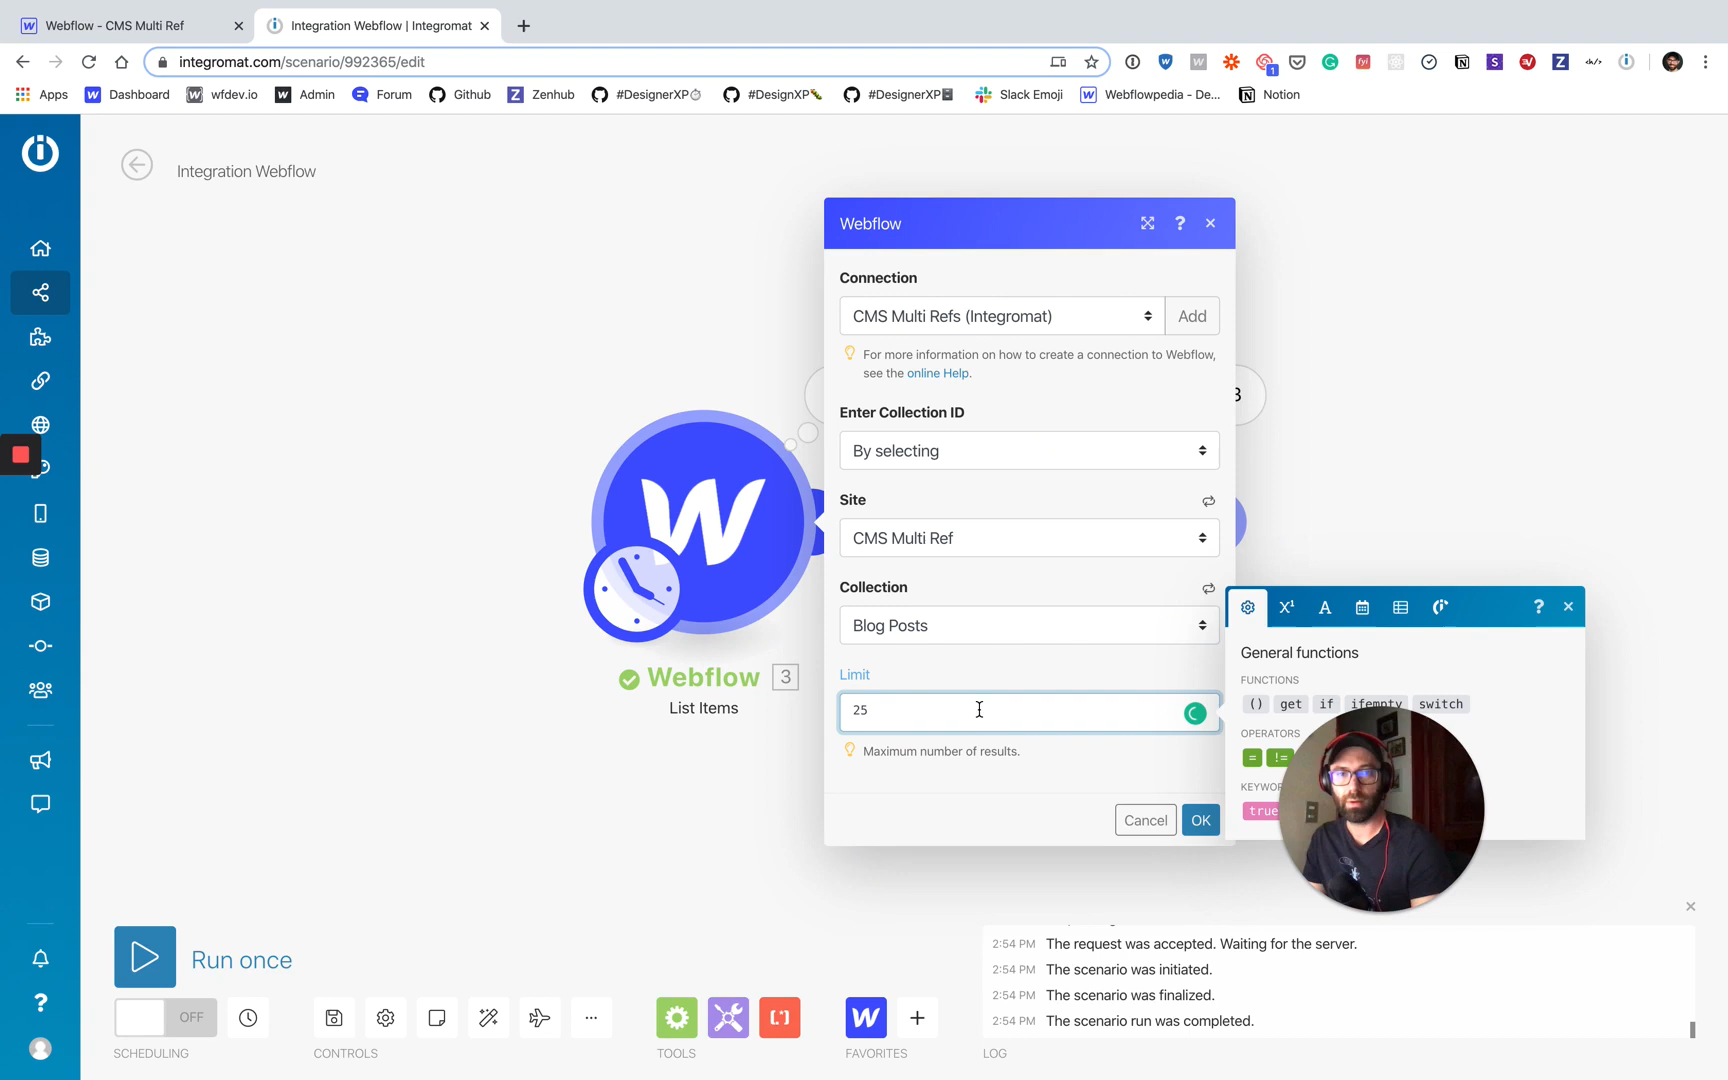 Webflow - CMS Multi Ref
Integration Webflow | Integromat
integromat.com/scenario/992365/edit
Apps
Dashboard
wfdev.io
Admin
Forum
Github
Zenhub
#DesignerXP⏱
#DesignXP🐛
#DesignerXP
Slack Emoji
Webflowpedia - De...
Notion
Integration Webflow
Webflow
Connection
CMS Multi Refs (Integromat)
Add
For more information on how to create a connection to Webflow,
see the online Help.
Enter Collection ID
By selecting
Site
CMS Multi Ref
Collection
Blog Posts
Limit
25
Maximum number of results.
Cancel
OK
3
Webflow 3
List Items
General functions
FUNCTIONS
() get if ifempty switch
OPERATORS
= !=
true
Run once
OFF
SCHEDULING
CONTROLS
TOOLS
FAVORITES
2:54 PM The request was accepted. Waiting for the server.
2:54 PM The scenario was initiated.
2:54 PM The scenario was finalized.
2:54 PM The scenario run was completed.
LOG